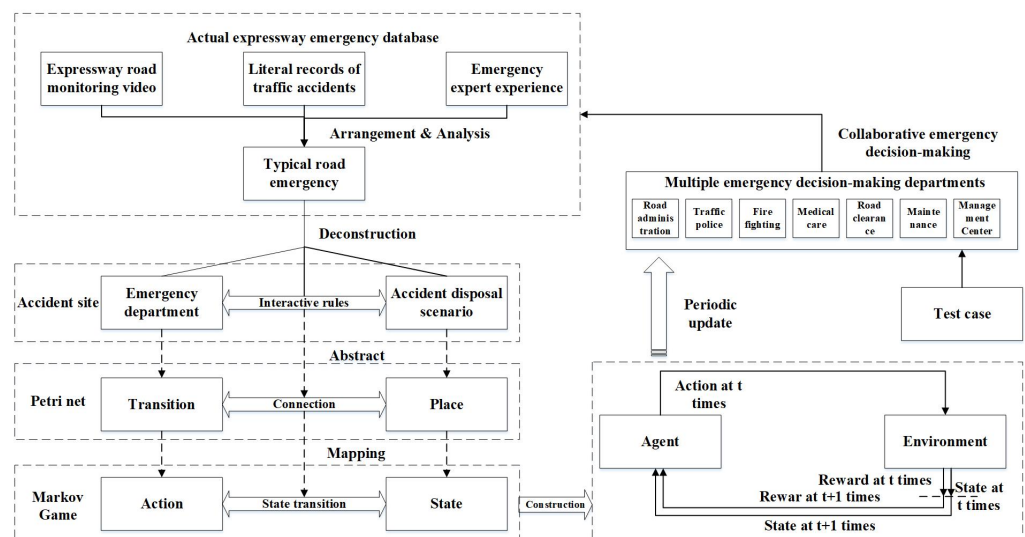 Actual expressway emergency database
Expressway road
monitoring video
Literal records of
traffic accidents
Emergency
expert experience
Arrangement & Analysis
Typical road
emergency
Collaborative emergency
decision-making
Multiple emergency decision-making departments
Road
adminis
tration
Traffic
police
Fire
fighting
Medical
care
Road
clearan
ce
Mainte
nance
Manage
ment
Center
Test case
Periodic
update
Deconstruction
Accident site
Emergency
department
Interactive rules
Accident disposal
scenario
Abstract
Petri net
Transition
Connection
Place
Mapping
Markov
Game
Action
State transition
State
Construction
Action at t
times
Agent
Environment
Reward at t times
Rewar at t+1 times
State at
t times
State at t+1 times